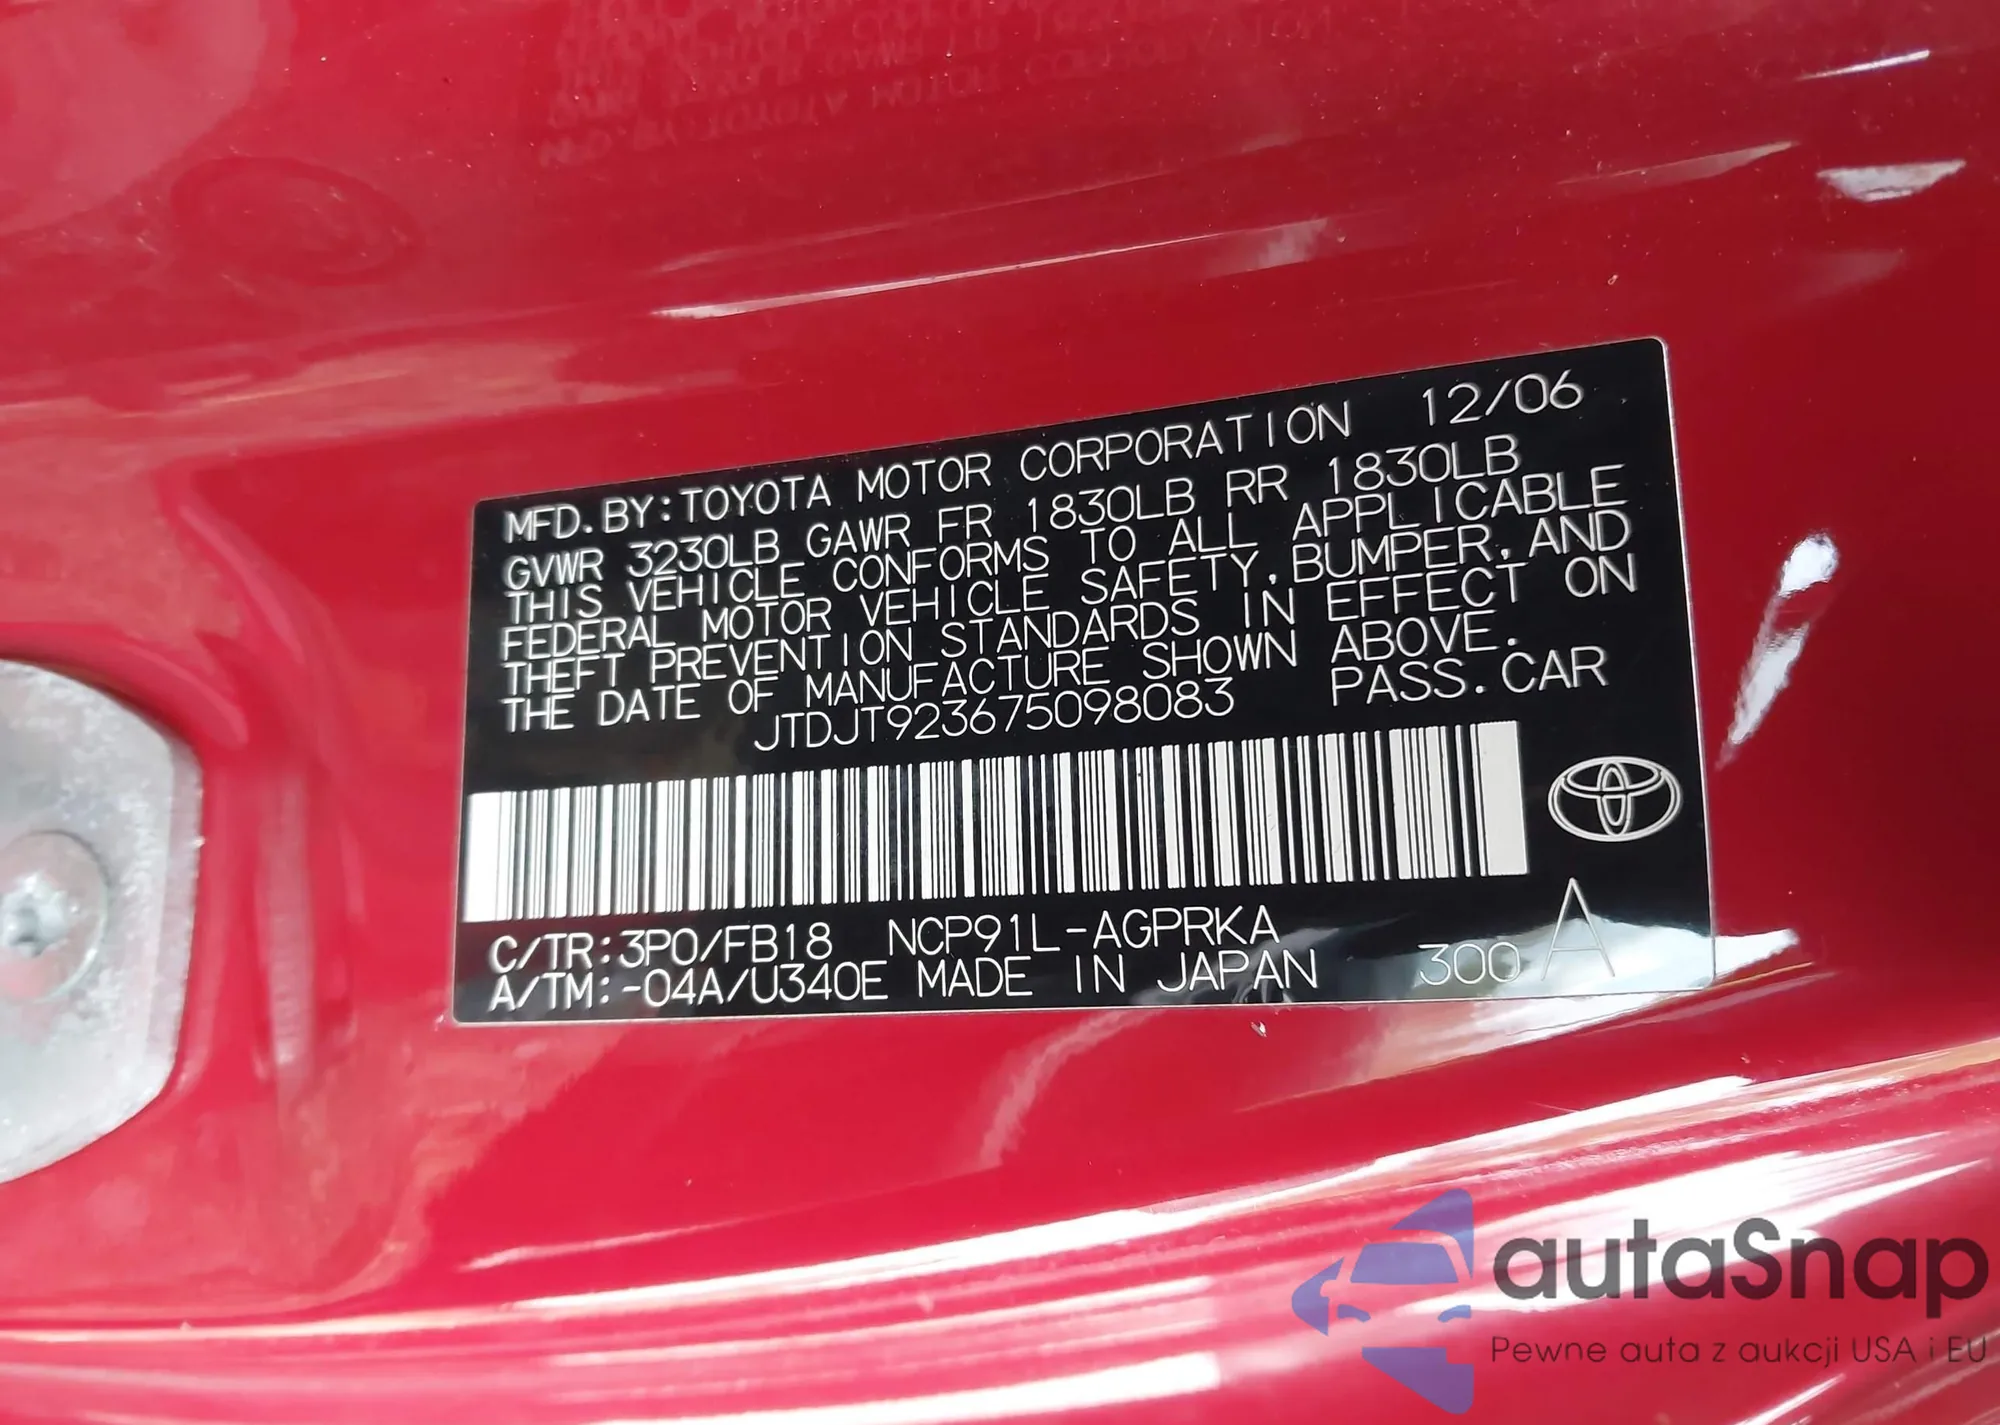 MFD.BY:TOYOTA MOTOR CORPORATION 12/06
GVWR 3230LB GAWR FR 1830LB RR 1830LB
THIS VEHICLE CONFORMS TO ALL APPLICABLE
FEDERAL MOTOR VEHICLE SAFETY,BUMPER,AND
THEFT PREVENTION STANDARDS IN EFFECT ON
THE DATE OF MANUFACTURE SHOWN ABOVE.
JTDJT923675098083 PASS.CAR
C/TR:3P0/FB18 NCP91L-AGPRKA
A/TM:-04A/U340E MADE IN JAPAN 300 A
autaSnap
Pewne auta z aukcji USA i EU